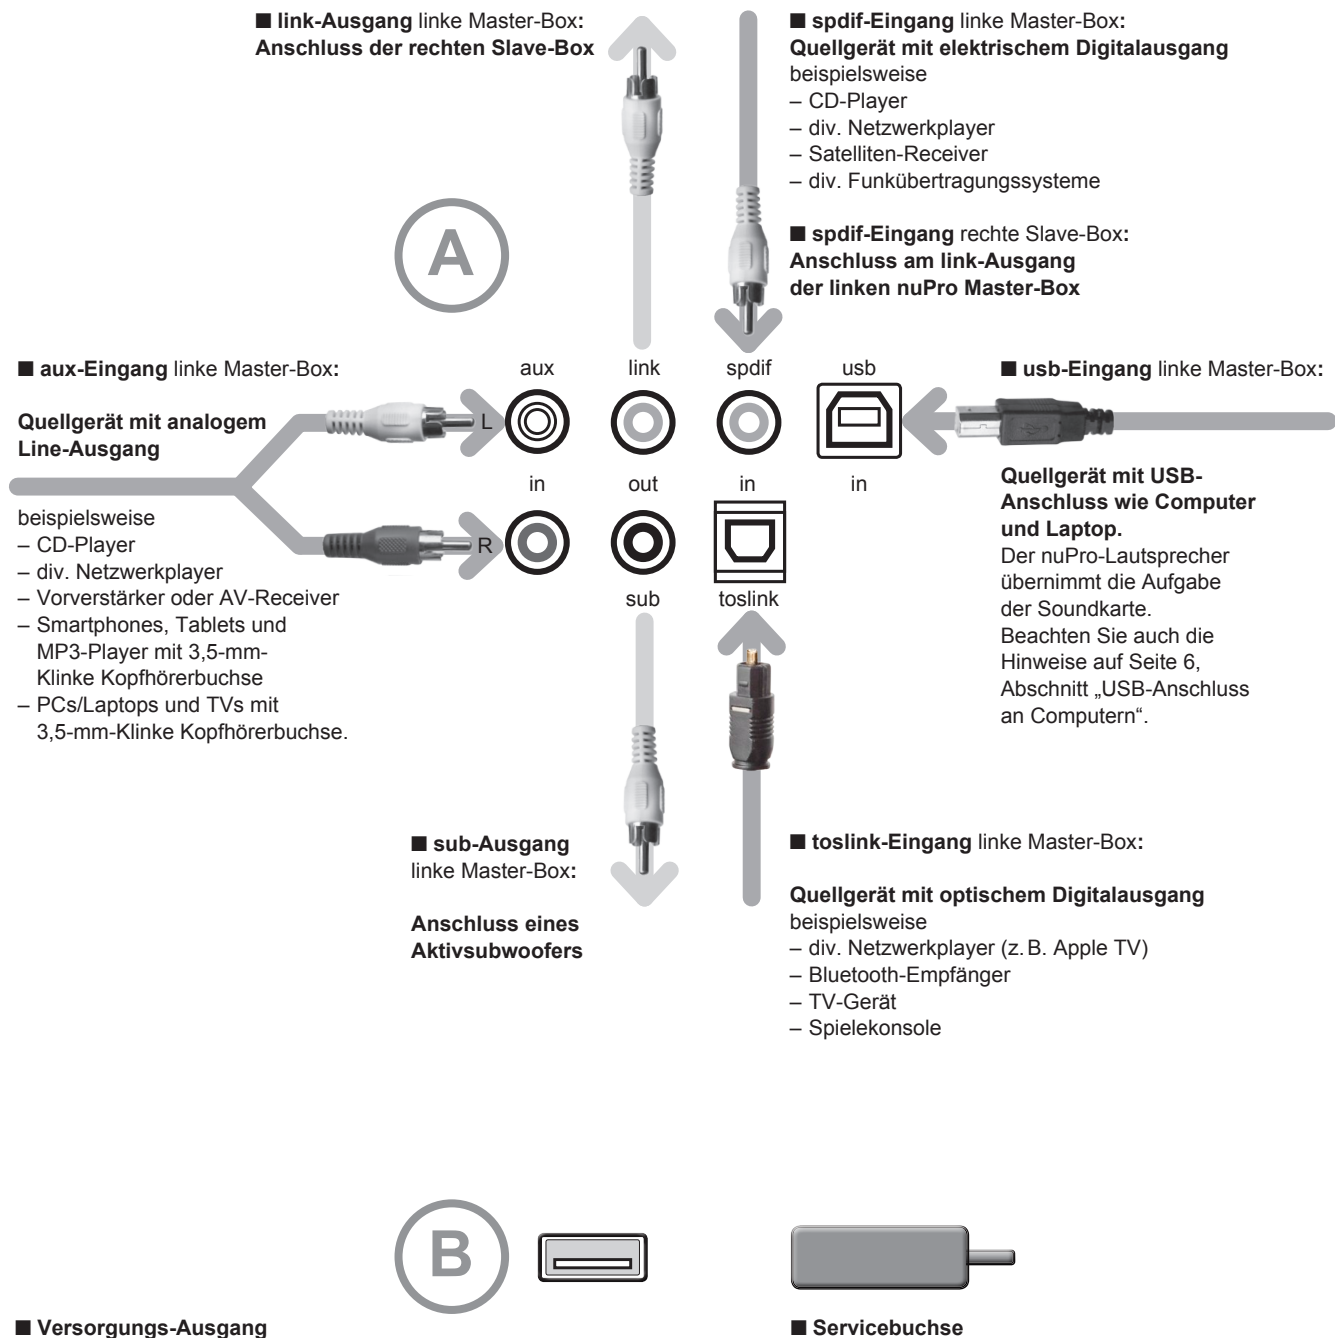 ■ link-Ausgang linke Master-Box:
Anschluss der rechten Slave-Box
■ spdif-Eingang linke Master-Box:
Quellgerät mit elektrischem Digitalausgang
beispielsweise
– CD-Player
– div. Netzwerkplayer
– Satelliten-Receiver
– div. Funkübertragungssysteme
■ spdif-Eingang rechte Slave-Box:
Anschluss am link-Ausgang
der linken nuPro Master-Box
A
■ aux-Eingang linke Master-Box:
Quellgerät mit analogem
Line-Ausgang
beispielsweise
– CD-Player
– div. Netzwerkplayer
– Vorverstärker oder AV-Receiver
– Smartphones, Tablets und
MP3-Player mit 3,5-mm-
Klinke Kopfhörerbuchse
– PCs/Laptops und TVs mit
3,5-mm-Klinke Kopfhörerbuchse.
aux link spdif usb
L
in out in in
R
sub toslink
■ usb-Eingang linke Master-Box:
Quellgerät mit USB-
Anschluss wie Computer
und Laptop.
Der nuPro-Lautsprecher
übernimmt die Aufgabe
der Soundkarte.
Beachten Sie auch die
Hinweise auf Seite 6,
Abschnitt „USB-Anschluss
an Computern“.
■ sub-Ausgang
linke Master-Box:
Anschluss eines
Aktivsubwoofers
■ toslink-Eingang linke Master-Box:
Quellgerät mit optischem Digitalausgang
beispielsweise
– div. Netzwerkplayer (z. B. Apple TV)
– Bluetooth-Empfänger
– TV-Gerät
– Spielekonsole
B
■ Versorgungs-Ausgang
■ Servicebuchse